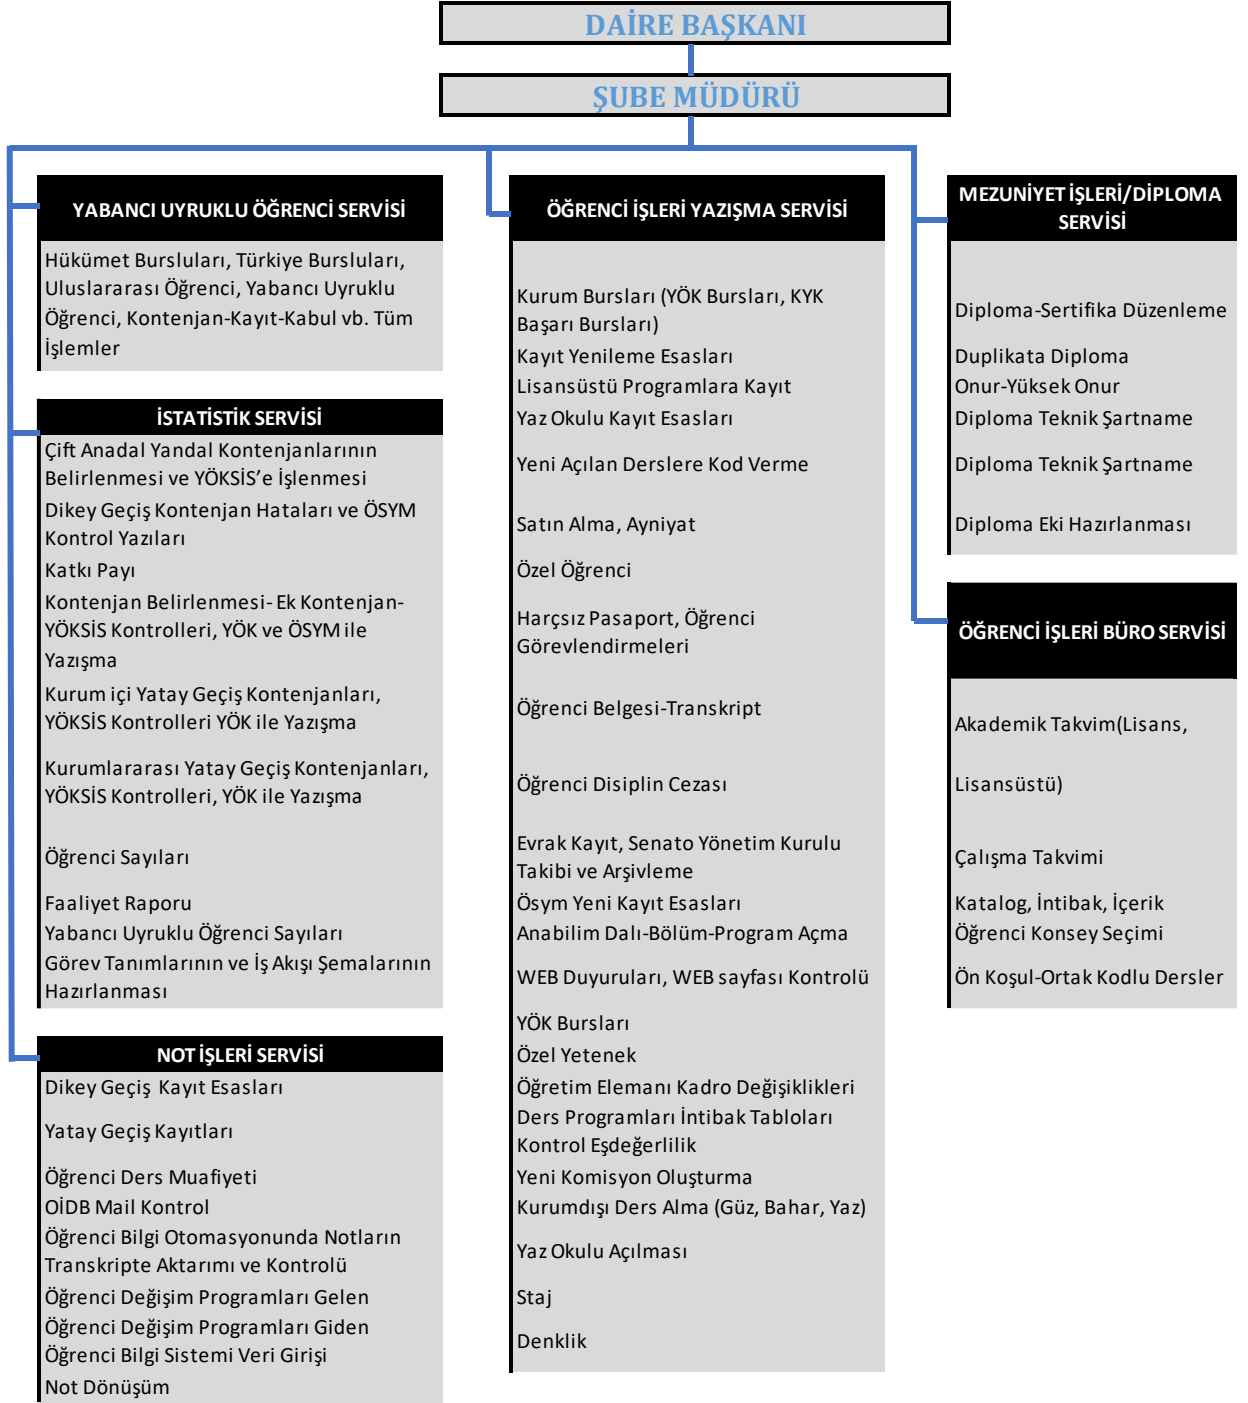 DAİRE BAŞKANI
ŞUBE MÜDÜRÜ
YABANCI UYRUKLU ÖĞRENCİ SERVİSİ
Hükümet Bursluları, Türkiye Bursluları,
Uluslararası Öğrenci, Yabancı Uyruklu
Öğrenci, Kontenjan-Kayıt-Kabul vb. Tüm
İşlemler
İSTATİSTİK SERVİSİ
Çift Anadal Yandal Kontenjanlarının
Belirlenmesi ve YÖKSİS’e İşlenmesi
Dikey Geçiş Kontenjan Hataları ve ÖSYM
Kontrol Yazıları
Katkı Payı
Kontenjan Belirlenmesi- Ek Kontenjan-
YÖKSİS Kontrolleri, YÖK ve ÖSYM ile
Yazışma
Kurum içi Yatay Geçiş Kontenjanları,
YÖKSİS Kontrolleri YÖK ile Yazışma
Kurumlararası Yatay Geçiş Kontenjanları,
YÖKSİS Kontrolleri, YÖK ile Yazışma
Öğrenci Sayıları
Faaliyet Raporu
Yabancı Uyruklu Öğrenci Sayıları
Görev Tanımlarının ve İş Akışı Şemalarının
Hazırlanması
NOT İŞLERİ SERVİSİ
Dikey Geçiş  Kayıt Esasları
Yatay Geçiş Kayıtları
Öğrenci Ders Muafiyeti
OİDB Mail Kontrol
Öğrenci Bilgi Otomasyonunda Notların
Transkripte Aktarımı ve Kontrolü
Öğrenci Değişim Programları Gelen
Öğrenci Değişim Programları Giden
Öğrenci Bilgi Sistemi Veri Girişi
Not Dönüşüm
ÖĞRENCİ İŞLERİ YAZIŞMA SERVİSİ
Kurum Bursları (YÖK Bursları, KYK
Başarı Bursları)
Kayıt Yenileme Esasları
Lisansüstü Programlara Kayıt
Yaz Okulu Kayıt Esasları
Yeni Açılan Derslere Kod Verme
Satın Alma, Ayniyat
Özel Öğrenci
Harçsız Pasaport, Öğrenci
Görevlendirmeleri
Öğrenci Belgesi-Transkript
Öğrenci Disiplin Cezası
Evrak Kayıt, Senato Yönetim Kurulu
Takibi ve Arşivleme
Ösym Yeni Kayıt Esasları
Anabilim Dalı-Bölüm-Program Açma
WEB Duyuruları, WEB sayfası Kontrolü
YÖK Bursları
Özel Yetenek
Öğretim Elemanı Kadro Değişiklikleri
Ders Programları İntibak Tabloları
Kontrol Eşdeğerlilik
Yeni Komisyon Oluşturma
Kurumdışı Ders Alma (Güz, Bahar, Yaz)
Yaz Okulu Açılması
Staj
Denklik
MEZUNİYET İŞLERİ/DİPLOMA
SERVİSİ
Diploma-Sertifika Düzenleme
Duplikata Diploma
Onur-Yüksek Onur
Diploma Teknik Şartname
Diploma Teknik Şartname
Diploma Eki Hazırlanması
ÖĞRENCİ İŞLERİ BÜRO SERVİSİ
Akademik Takvim(Lisans,
Lisansüstü)
Çalışma Takvimi
Katalog, İntibak, İçerik
Öğrenci Konsey Seçimi
Ön Koşul-Ortak Kodlu Dersler